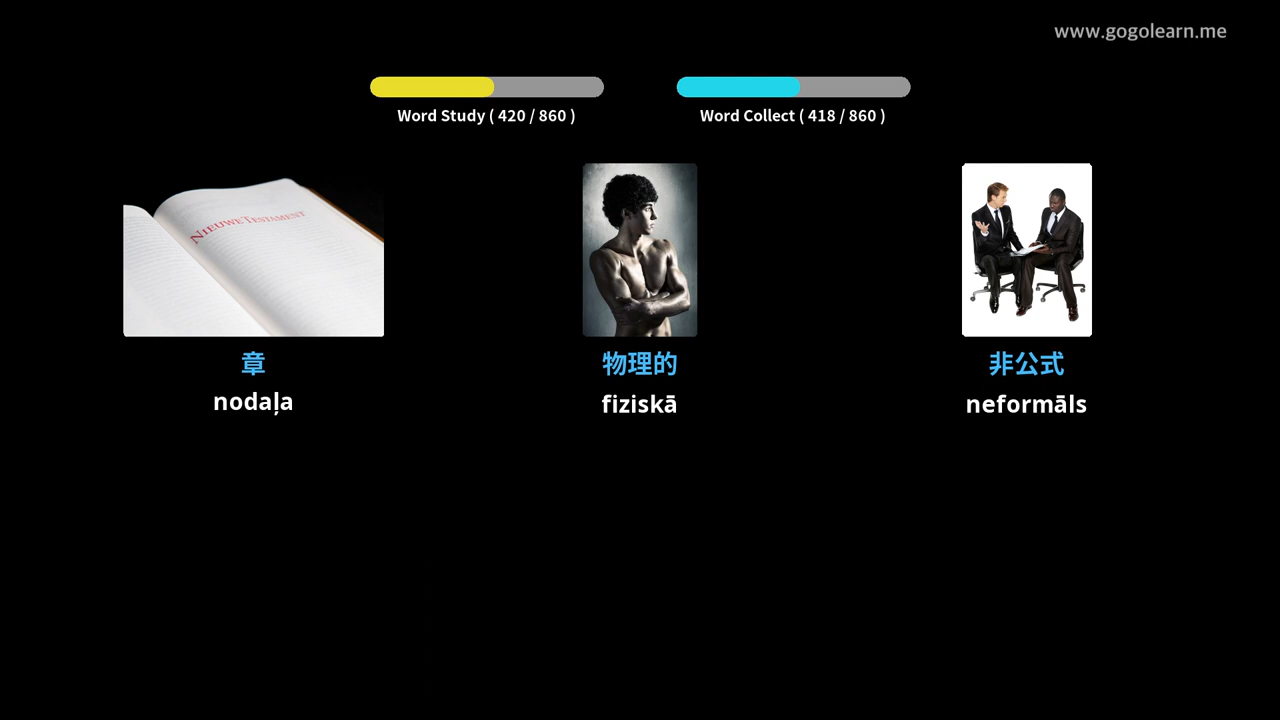 www.gogolearn.me
Word Study ( 420 / 860 )
Word Collect ( 418 / 860 )
NIEUWE TESTAMENT
章
nodaļa
物理的
fiziskā
非公式
neformāls